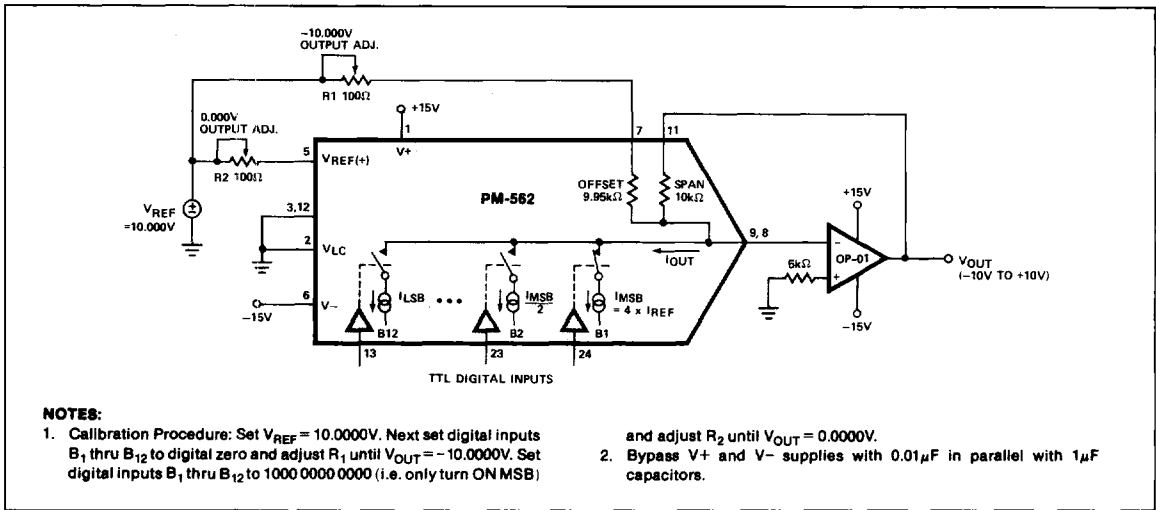 −10.000V
OUTPUT ADJ.
R1 100Ω
0.000V
OUTPUT ADJ.
R2 100Ω
+15V
1
V+
7
11
5
VREF(+)
OFFSET
9.95kΩ
SPAN
10kΩ
PM-562
VREF
=10.000V
3,12
2
VLC
IOUT
9, 8
+15V
−
OP-01
+
6kΩ
VOUT
(−10V TO +10V)
−15V
6
V−
−15V
ILSB
•••
IMSB
2
IMSB
= 4 x IREF
B12
B2
B1
13
23
24
TTL DIGITAL INPUTS
NOTES:
1. Calibration Procedure: Set VREF = 10.0000V. Next set digital inputs
B1 thru B12 to digital zero and adjust R1 until VOUT = −10.0000V. Set
digital inputs B1 thru B12 to 1000 0000 0000 (i.e. only turn ON MSB)
and adjust R2 until VOUT = 0.0000V.
2. Bypass V+ and V− supplies with 0.01μF in parallel with 1μF
capacitors.